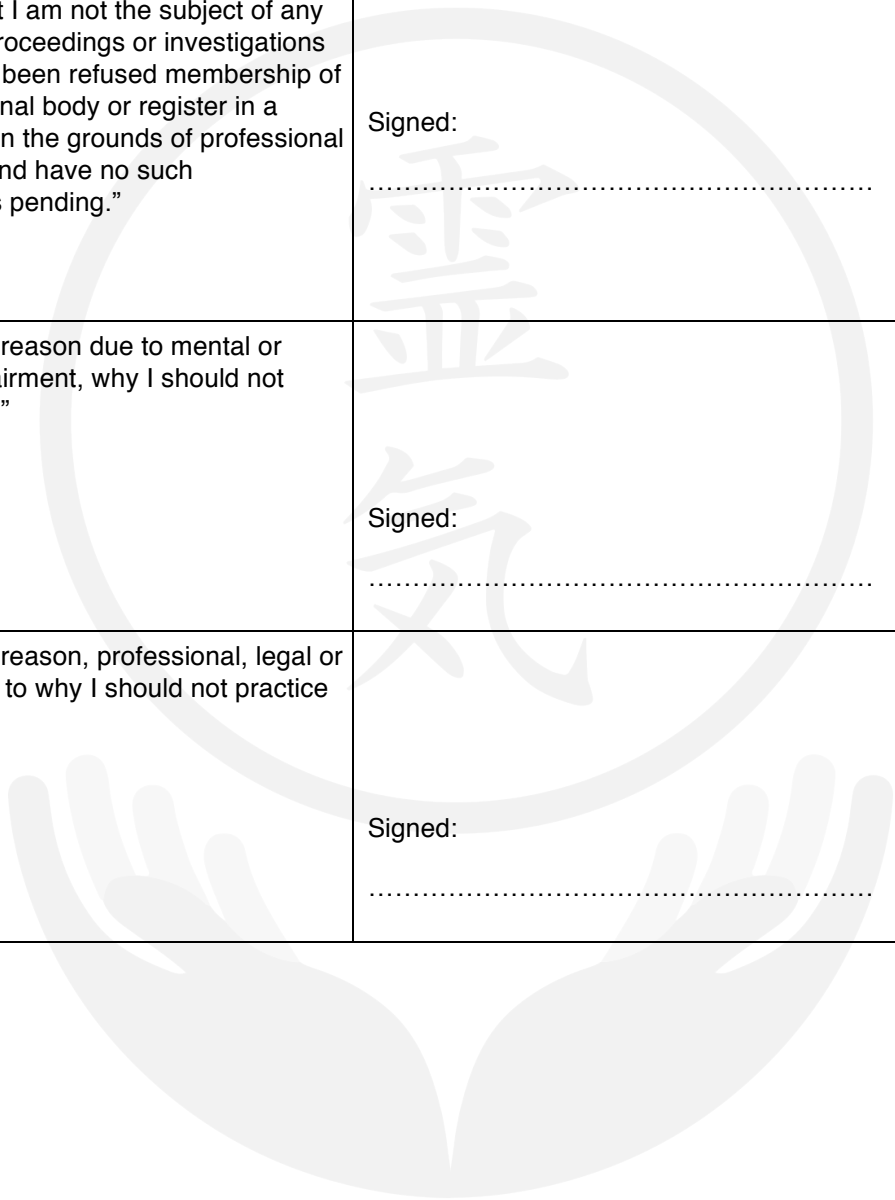 t I am not the subject of any
roceedings or investigations
been refused membership of
nal body or register in a
n the grounds of professional
nd have no such
s pending.”
Signed:
................................................................
reason due to mental or
airment, why I should not
”
Signed:
................................................................
reason, professional, legal or
to why I should not practice
Signed:
................................................................
霊
気